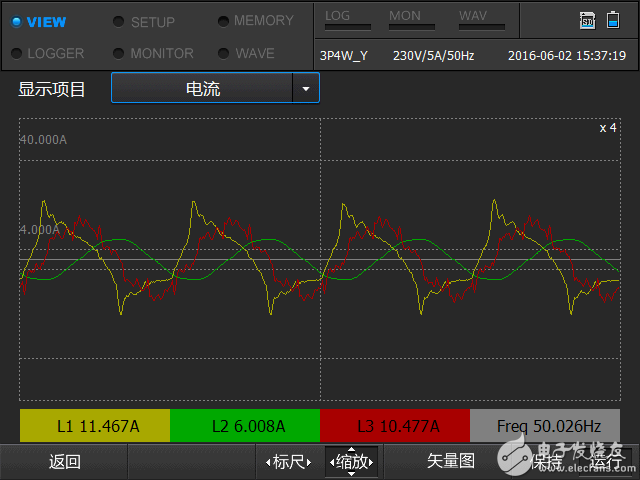 VIEW SETUP MEMORY LOG MON WAV
LOGGER MONITOR WAVE 3P4W_Y 230V/5A/50Hz 2016-06-02 15:37:19
显示项目 电流
x 4
40.000A
4.000A
L1 11.467A L2 6.008A L3 10.477A Freq 50.026Hz
返回 标尺 缩放 矢量图 保持 运行
电子发烧友
www.elecfans.com